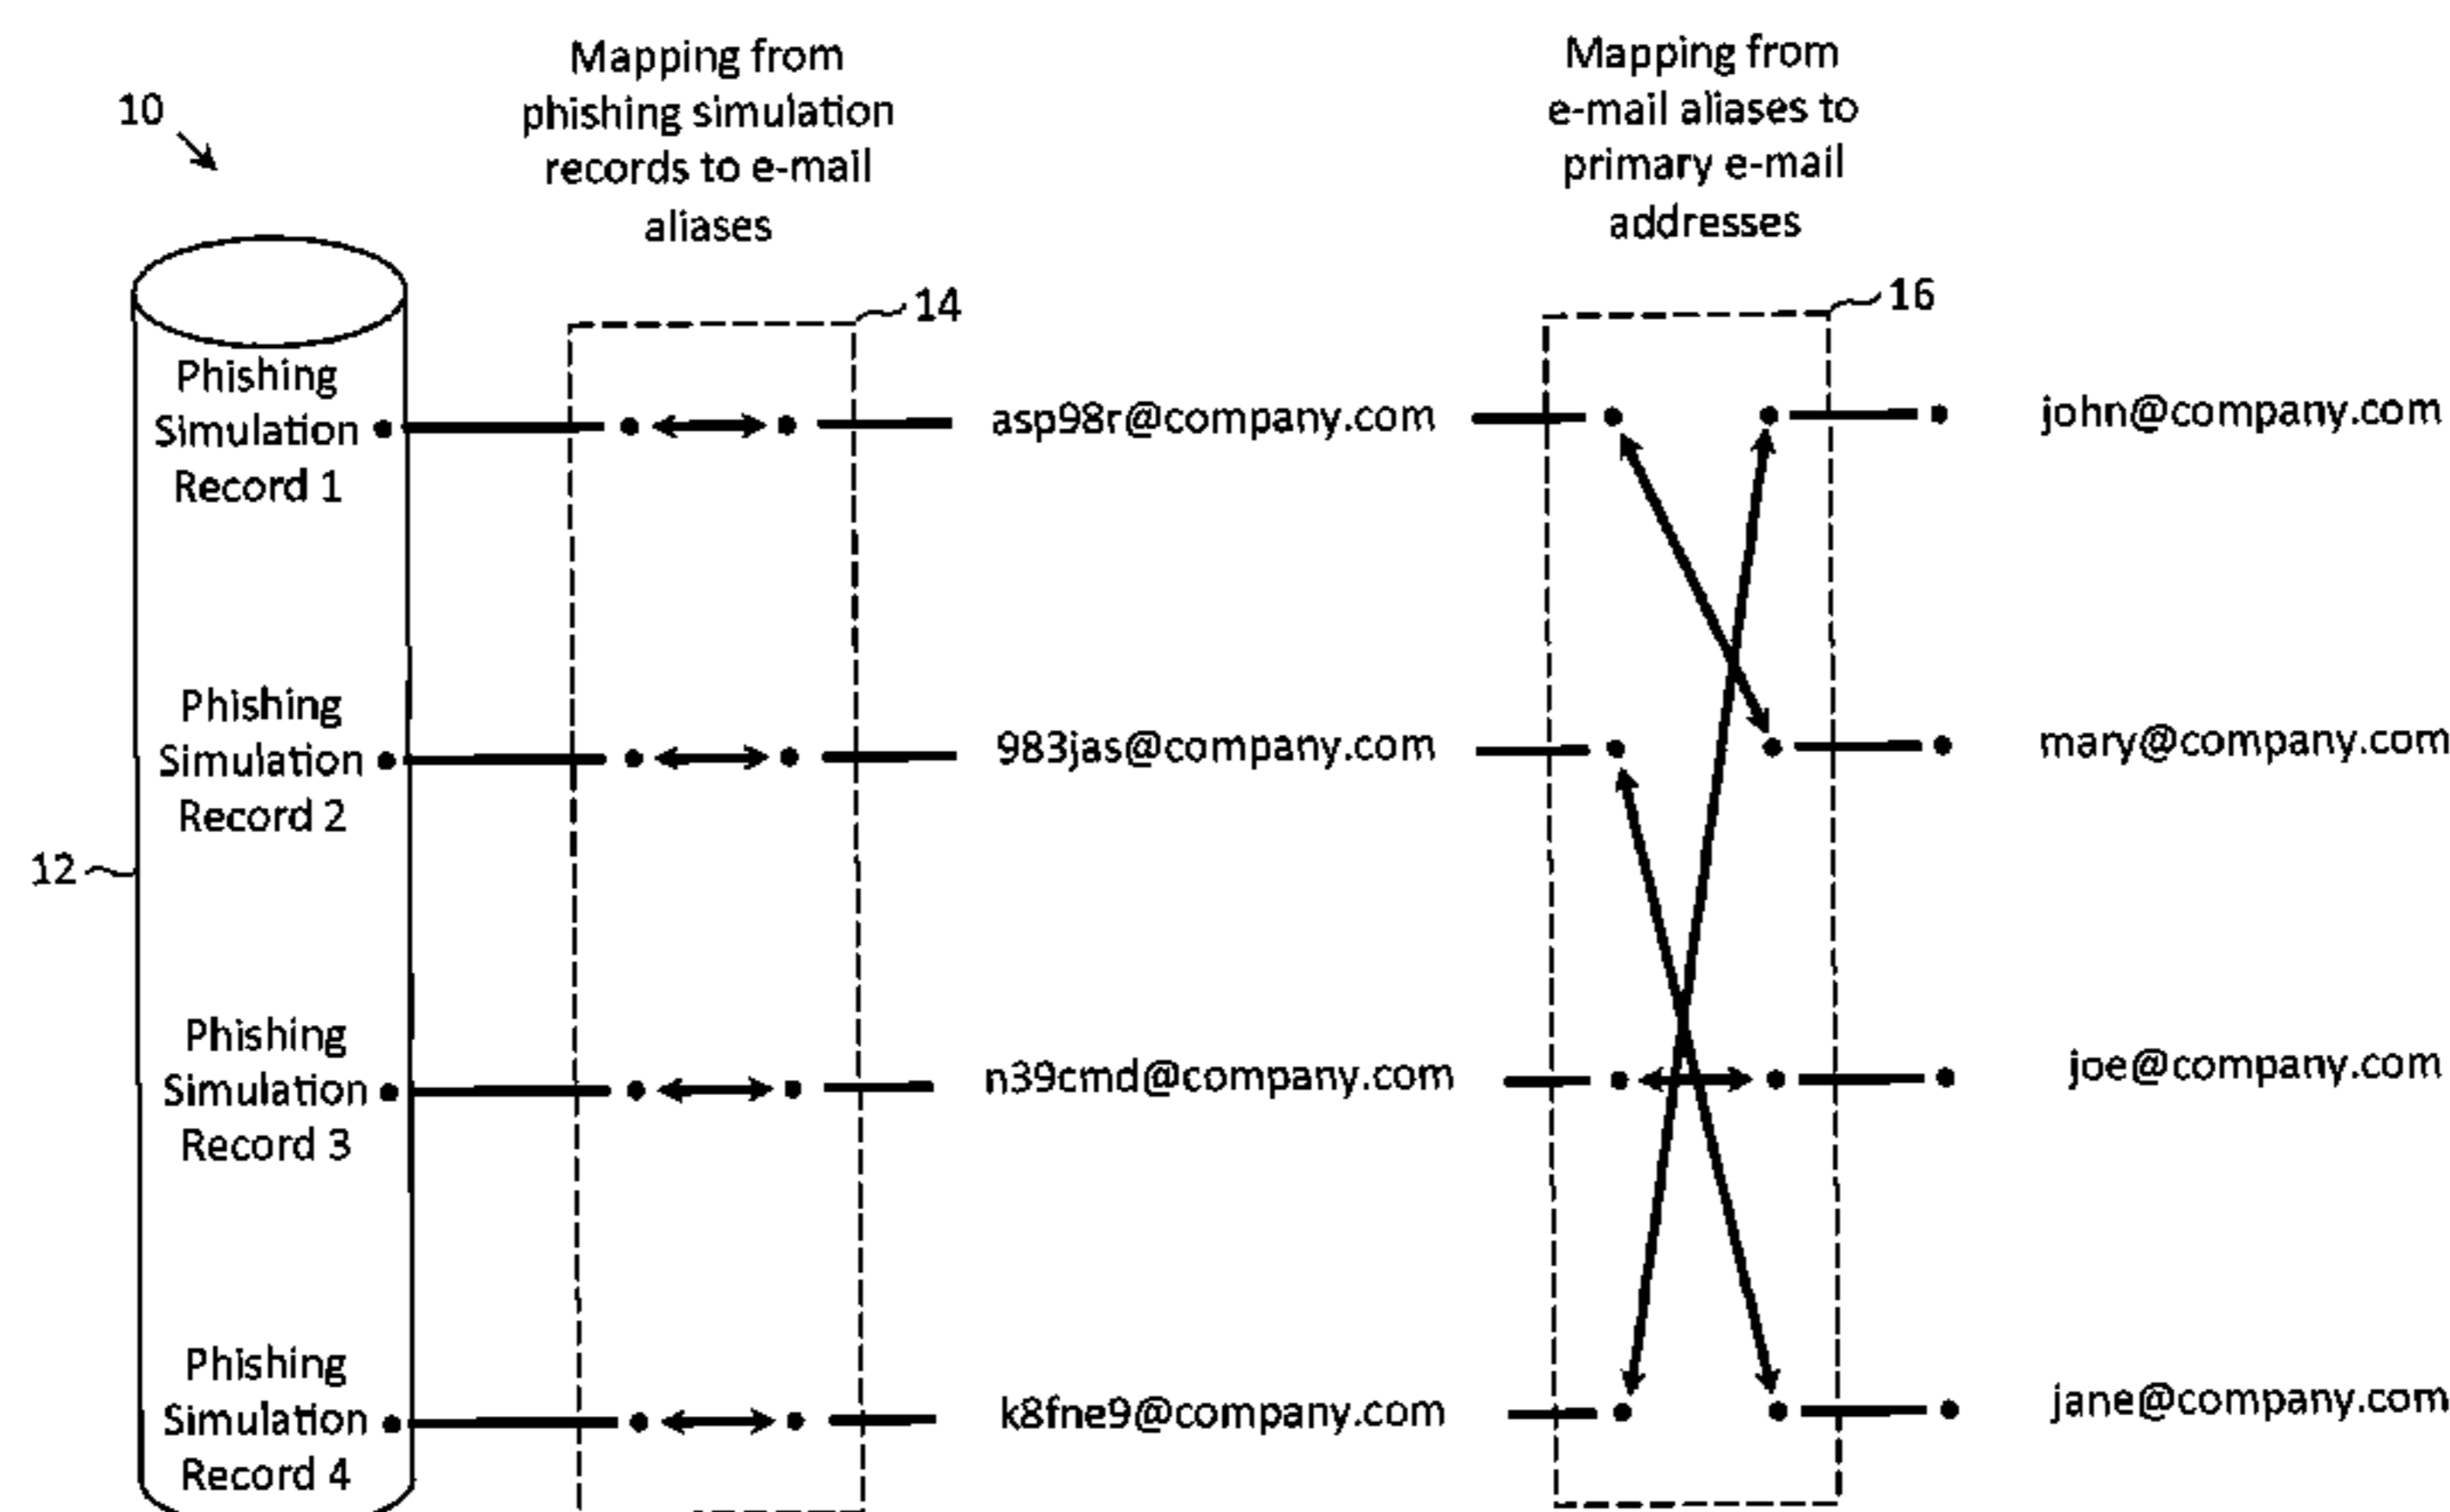 Mapping from
phishing simulation
records to e-mail
aliases
Mapping from
e-mail aliases to
primary e-mail
addresses
10
14
16
Phishing
Simulation
Record 1
asp98r@company.com
john@company.com
Phishing
Simulation
Record 2
983jas@company.com
mary@company.com
12
Phishing
Simulation
Record 3
n39cmd@company.com
joe@company.com
Phishing
Simulation
Record 4
k8fne9@company.com
jane@company.com